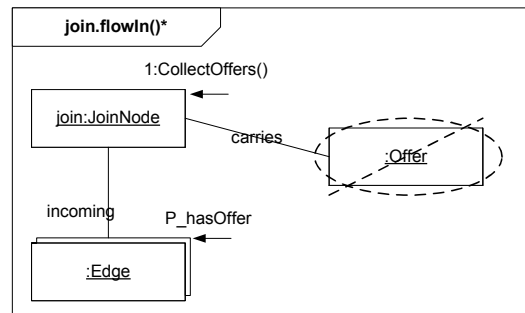 join.flowIn()*
1:CollectOffers()
join:JoinNode
carries
:Offer
incoming
P_hasOffer
:Edge